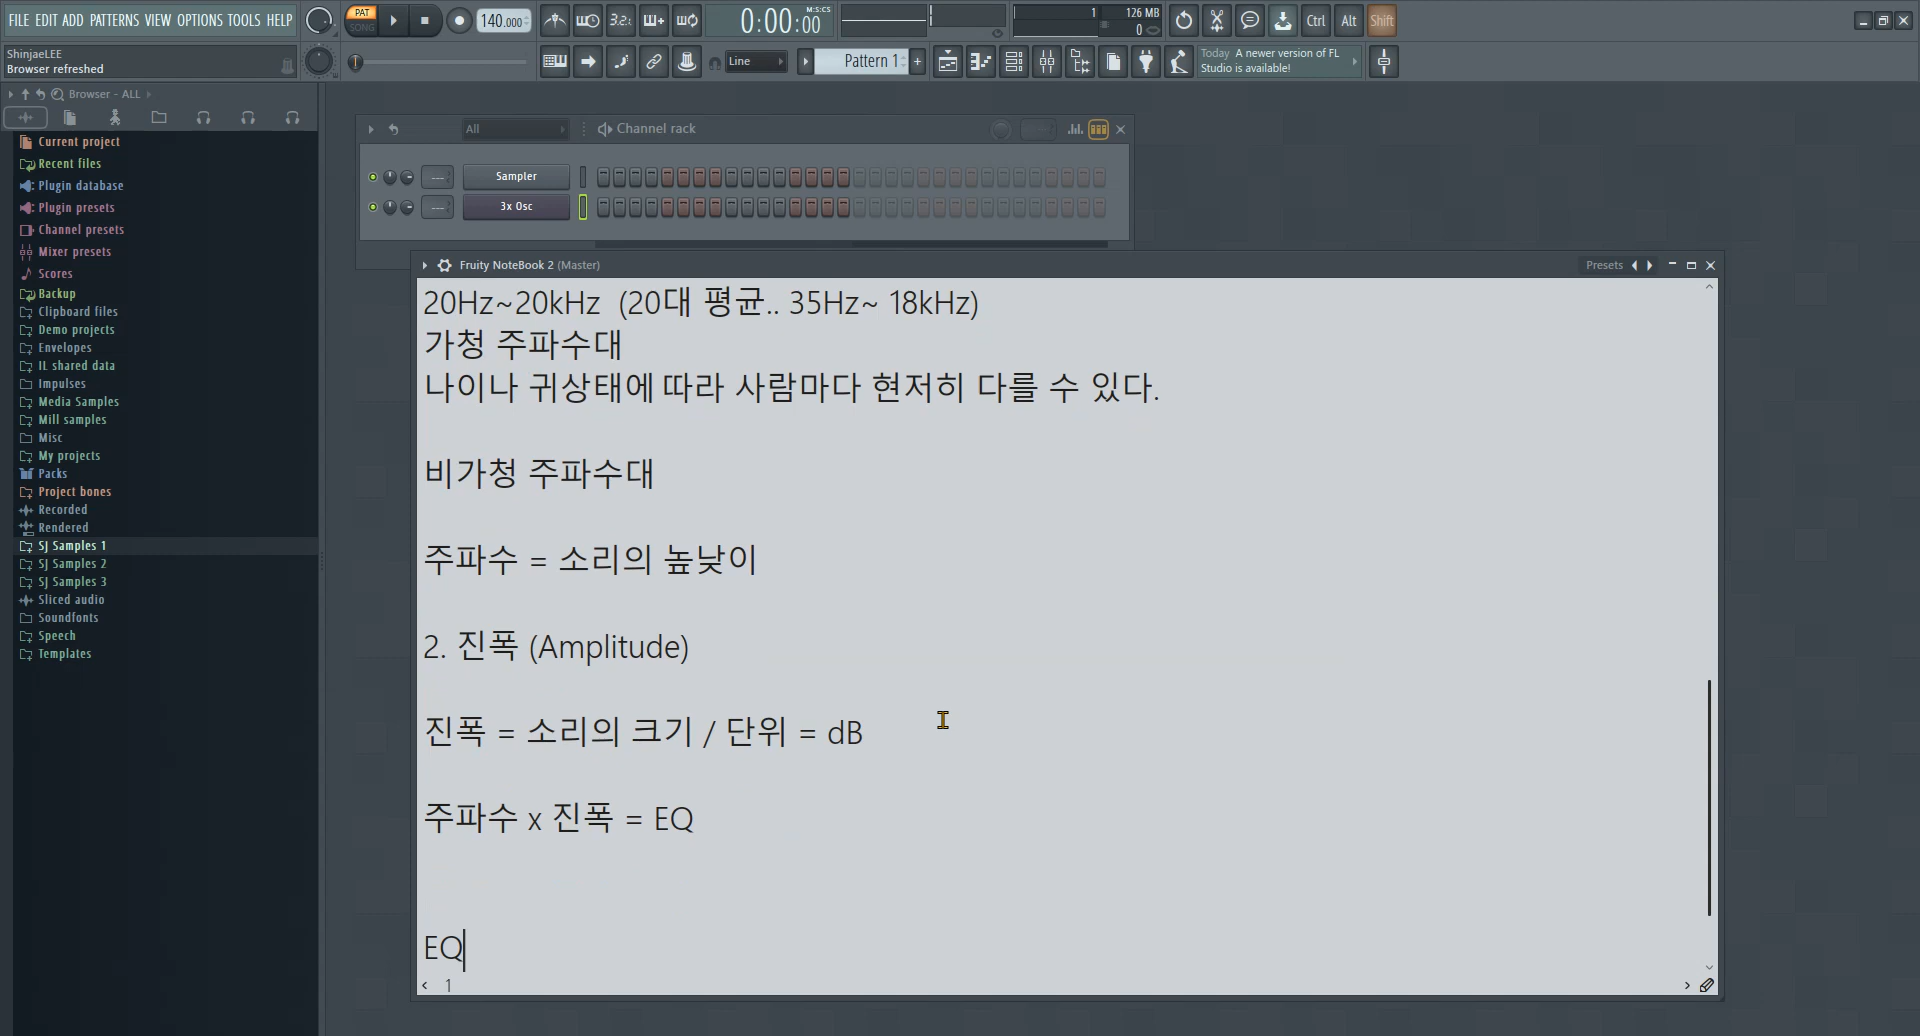 FILE EDIT ADD PATTERNS VIEW OPTIONS TOOLS HELP
PAT
SONG
140.000
3.2.
0:00:00
M:S:CS
1
126 MB
0
Ctrl
Alt
Shift
ShinjaeLEE
Browser refreshed
Line
Pattern 1
+
Today A newer version of FL
Studio is available!
Browser - ALL
Current project
Recent files
Plugin database
Plugin presets
Channel presets
Mixer presets
Scores
Backup
Clipboard files
Demo projects
Envelopes
IL shared data
Impulses
Media Samples
Mill samples
Misc
My projects
Packs
Project bones
Recorded
Rendered
SJ Samples 1
SJ Samples 2
SJ Samples 3
Sliced audio
Soundfonts
Speech
Templates
All
Channel rack
--- Sampler
--- 3x Osc
Fruity NoteBook 2 (Master)
Presets
20Hz~20kHz (20대 평균.. 35Hz~ 18kHz)
가청 주파수대
나이나 귀상태에 따라 사람마다 현저히 다를 수 있다.
비가청 주파수대
주파수 = 소리의 높낮이
2. 진폭 (Amplitude)
진폭 = 소리의 크기 / 단위 = dB
주파수 x 진폭 = EQ
EQ
1